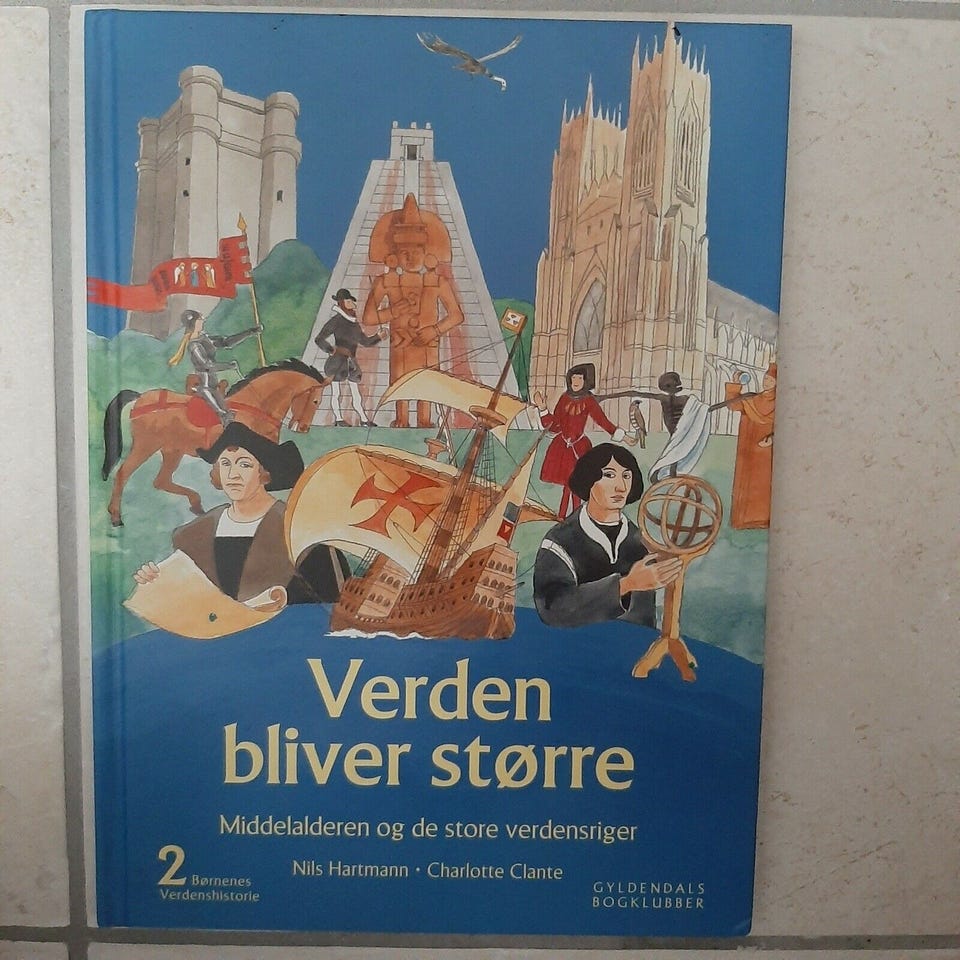 Verden
bliver større
Middelalderen og de store verdensriger
Nils Hartmann · Charlotte Clante
2 Børnenes
Verdenshistorie
GYLDENDALS
BOGKLUBBER